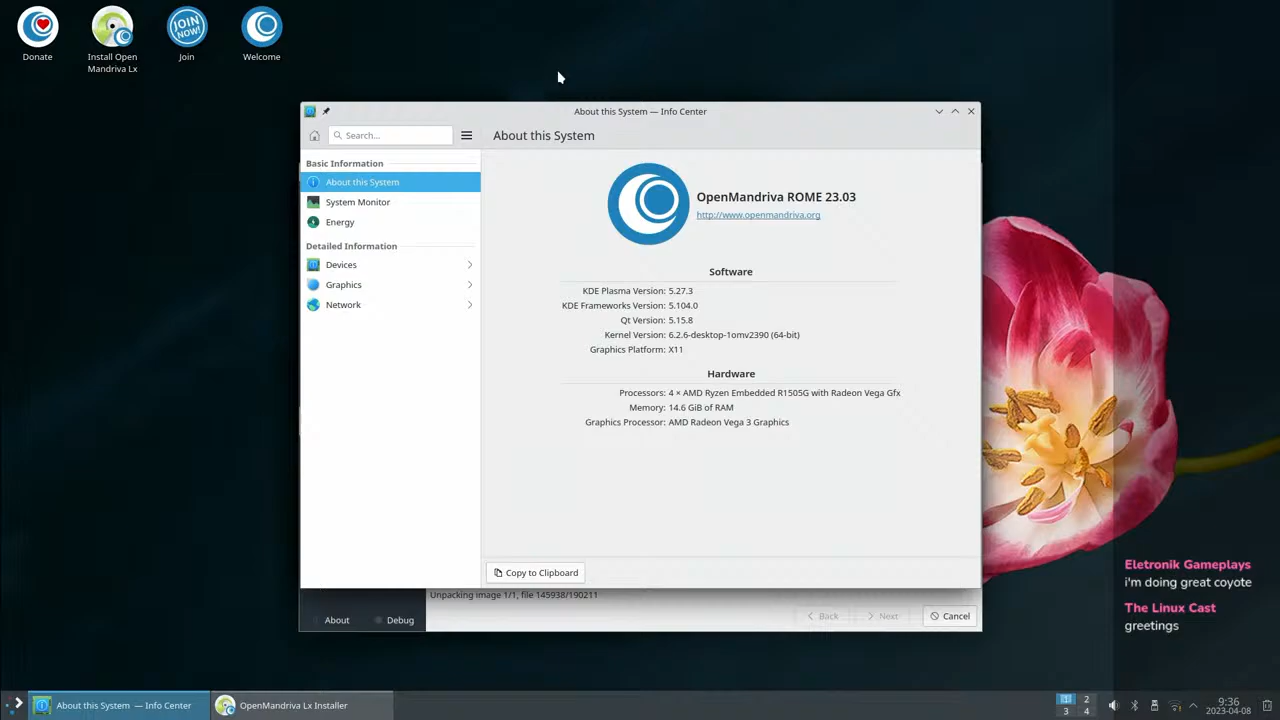 Donate
Install Open
Mandriva Lx
JOIN
NOW!
Join
Welcome
About this System — Info Center
Search...
About this System
Basic Information
About this System
System Monitor
Energy
Detailed Information
Devices
Graphics
Network
OpenMandriva ROME 23.03
http://www.openmandriva.org
Software
KDE Plasma Version: 5.27.3
KDE Frameworks Version: 5.104.0
Qt Version: 5.15.8
Kernel Version: 6.2.6-desktop-1omv2390 (64-bit)
Graphics Platform: X11
Hardware
Processors: 4 × AMD Ryzen Embedded R1505G with Radeon Vega Gfx
Memory: 14.6 GiB of RAM
Graphics Processor: AMD Radeon Vega 3 Graphics
Copy to Clipboard
Unpacking image 1/1, file 145938/190211
About
Debug
Back
Next
Cancel
Eletronik Gameplays
i'm doing great coyote
The Linux Cast
greetings
About this System — Info Center
OpenMandriva Lx Installer
1 2
3 4
9:36
2023-04-08